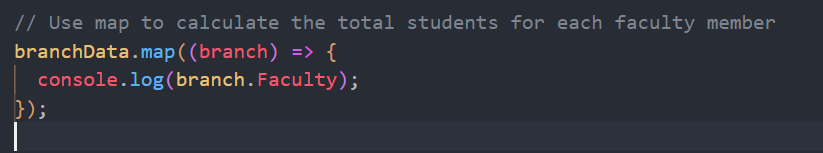 // Use map to calculate the total students for each faculty member
branchData.map((branch) => {
  console.log(branch.Faculty);
});